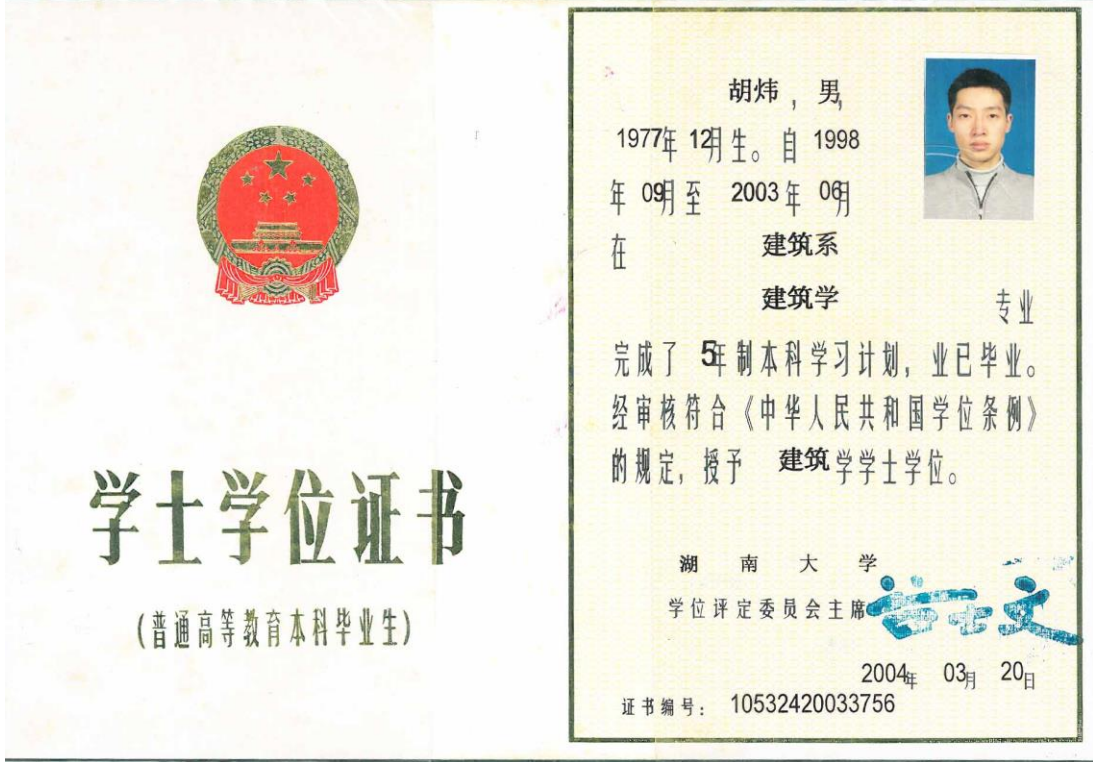 学士学位证书
(普通高等教育本科毕业生)
胡炜，男，
1977年12月生。自1998
年09月至2003年06月
在 建筑系
建筑学 专业
完成了5年制本科学习计划，业已毕业。
经审核符合《中华人民共和国学位条例》
的规定，授予 建筑学学士学位。
湖南大学
学位评定委员会主席
2004年 03月 20日
证书编号：10532420033756